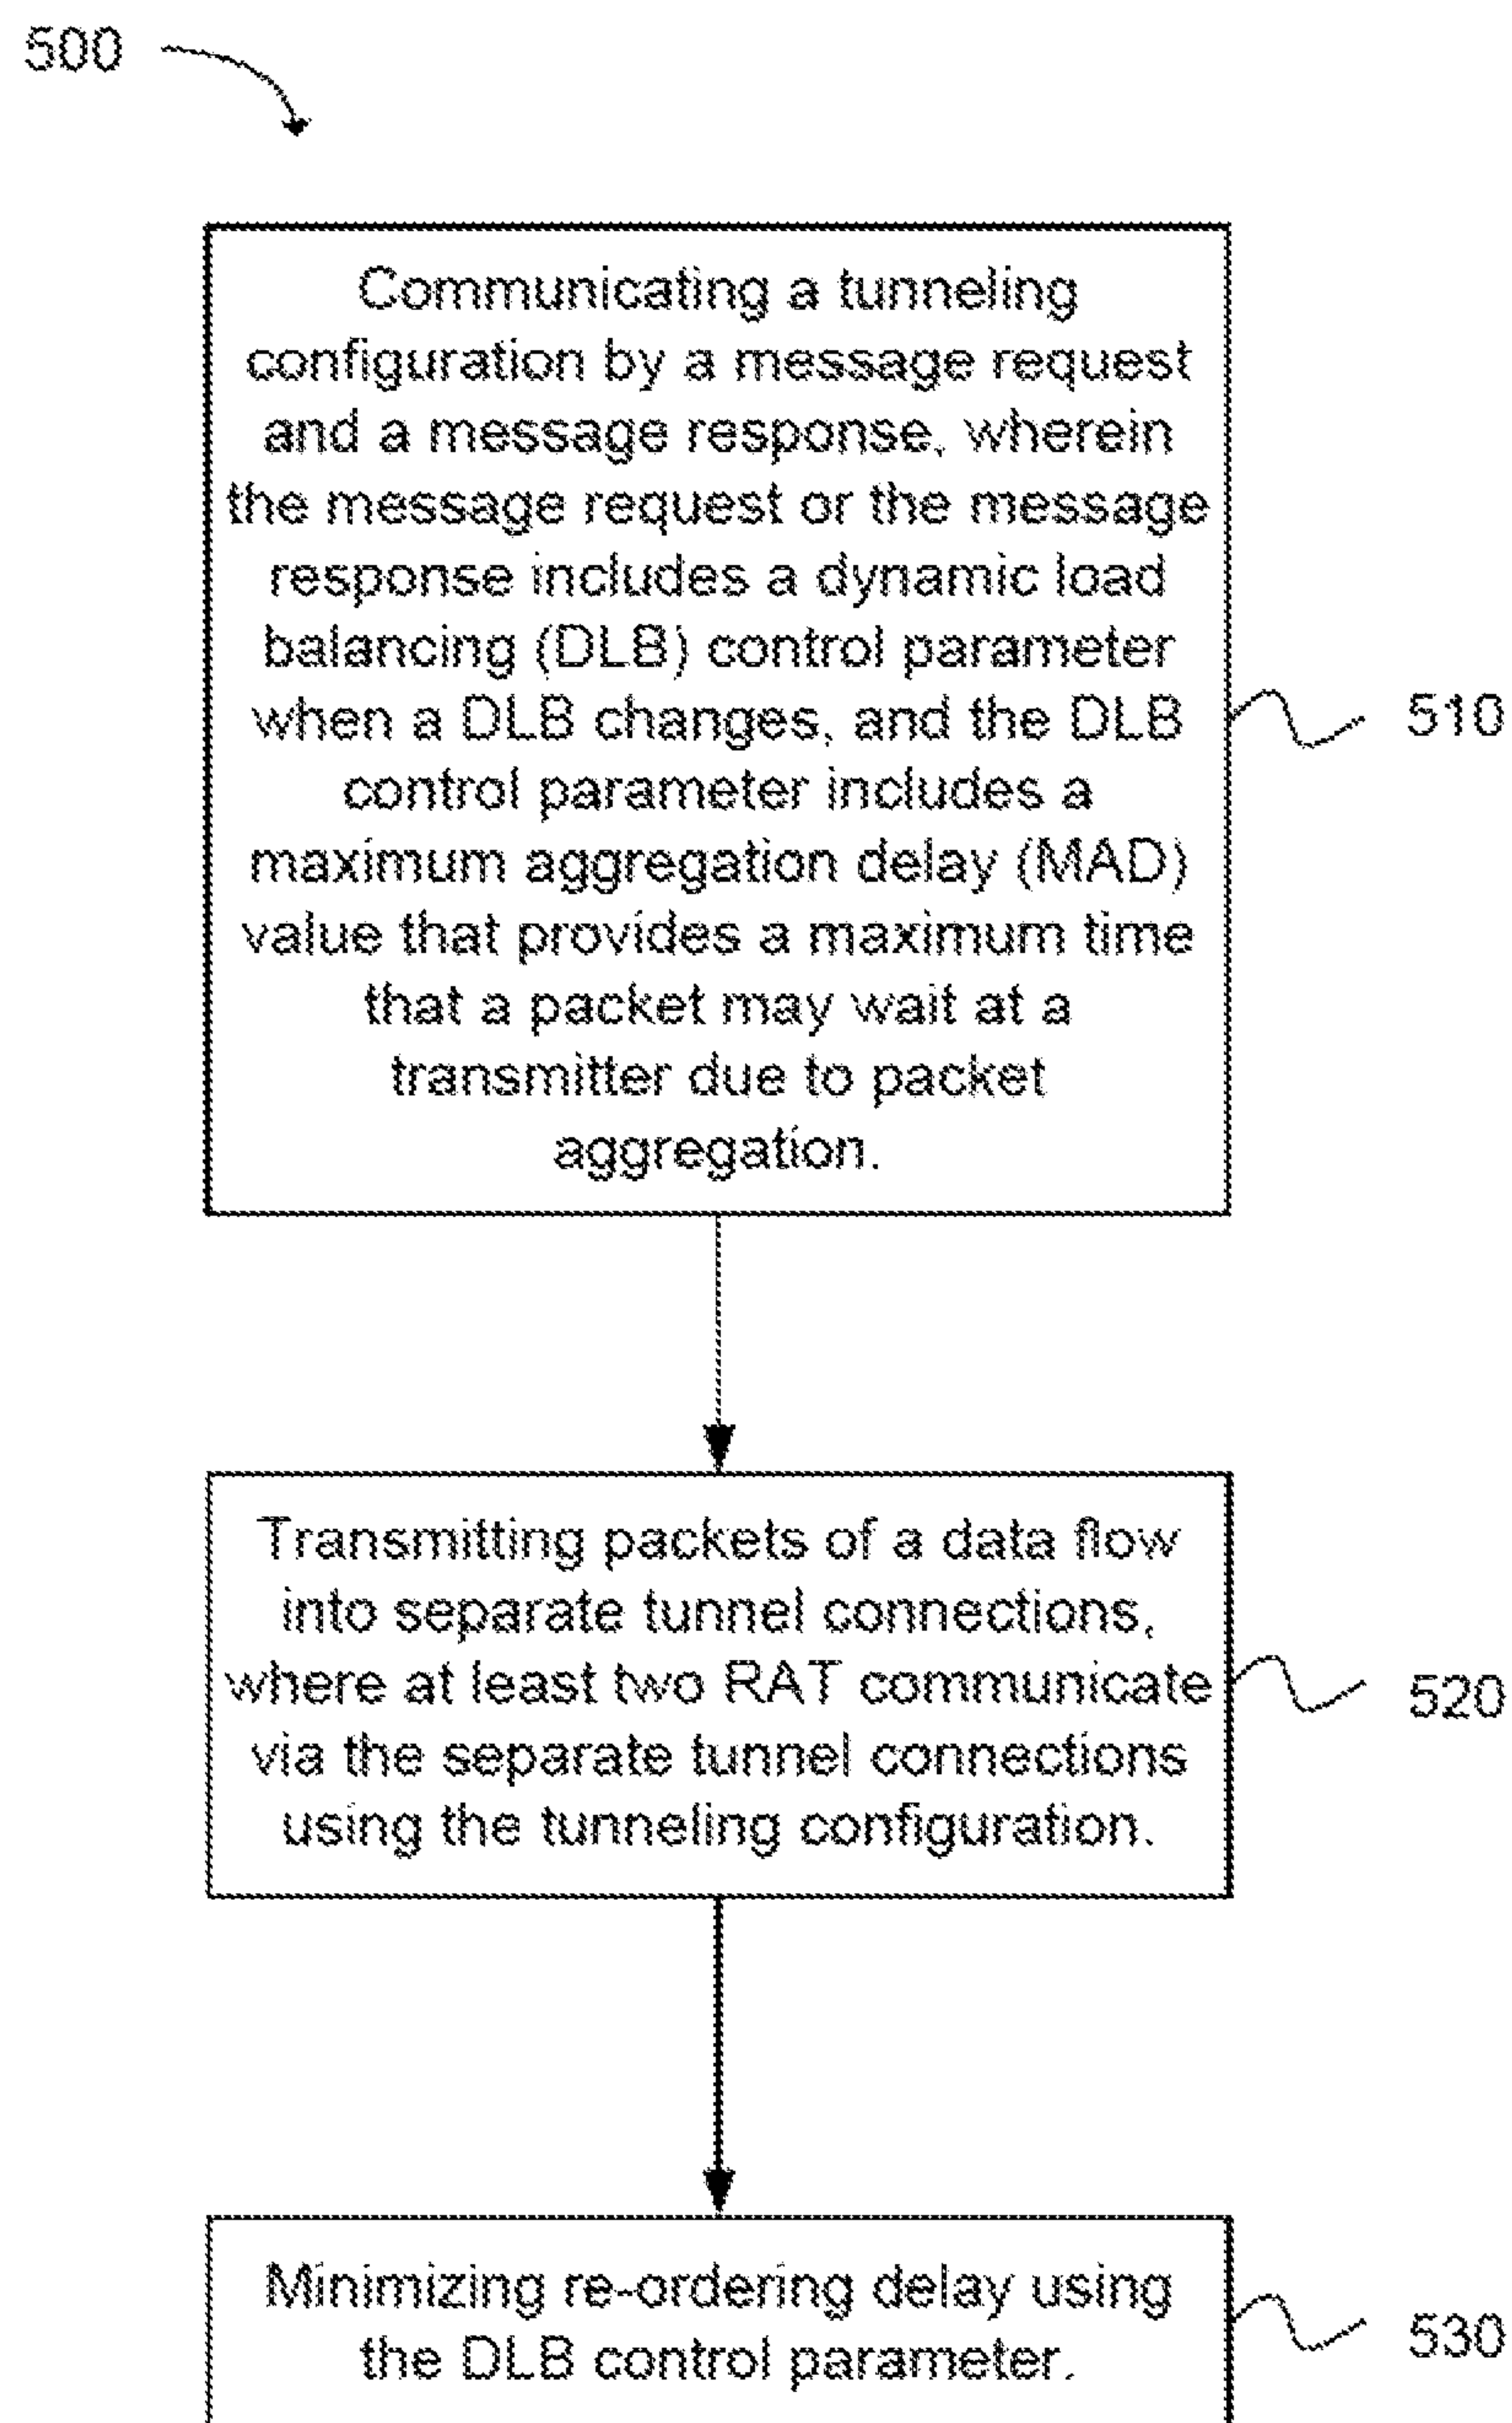 500
Communicating a tunneling
configuration by a message request
and a message response, wherein
the message request or the message
response includes a dynamic load
balancing (DLB) control parameter
when a DLB changes, and the DLB
control parameter includes a
maximum aggregation delay (MAD)
value that provides a maximum time
that a packet may wait at a
transmitter due to packet
aggregation.
510
Transmitting packets of a data flow
into separate tunnel connections,
where at least two RAT communicate
via the separate tunnel connections
using the tunneling configuration.
520
Minimizing re-ordering delay using
the DLB control parameter.
530